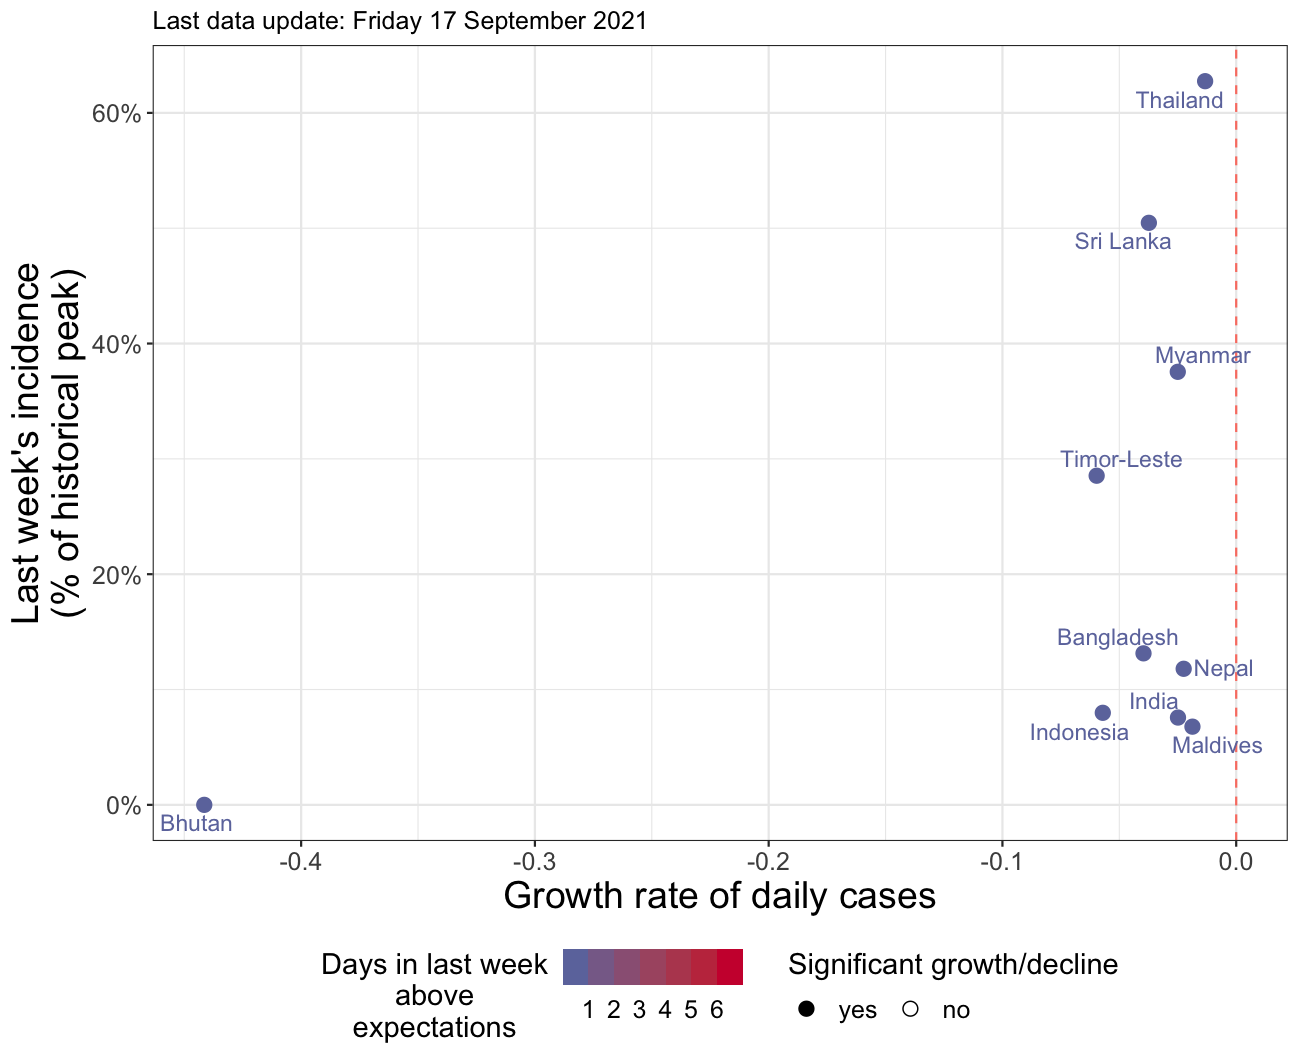 Last data update: Friday 17 September 2021
Last week's incidence
(% of historical peak)
60%
40%
20%
0%
Thailand
Sri Lanka
Myanmar
Timor-Leste
Bangladesh
Nepal
India
Indonesia
Maldives
Bhutan
-0.4 -0.3 -0.2 -0.1 0.0
Growth rate of daily cases
Days in last week
above
expectations
1 2 3 4 5 6
Significant growth/decline
yes no